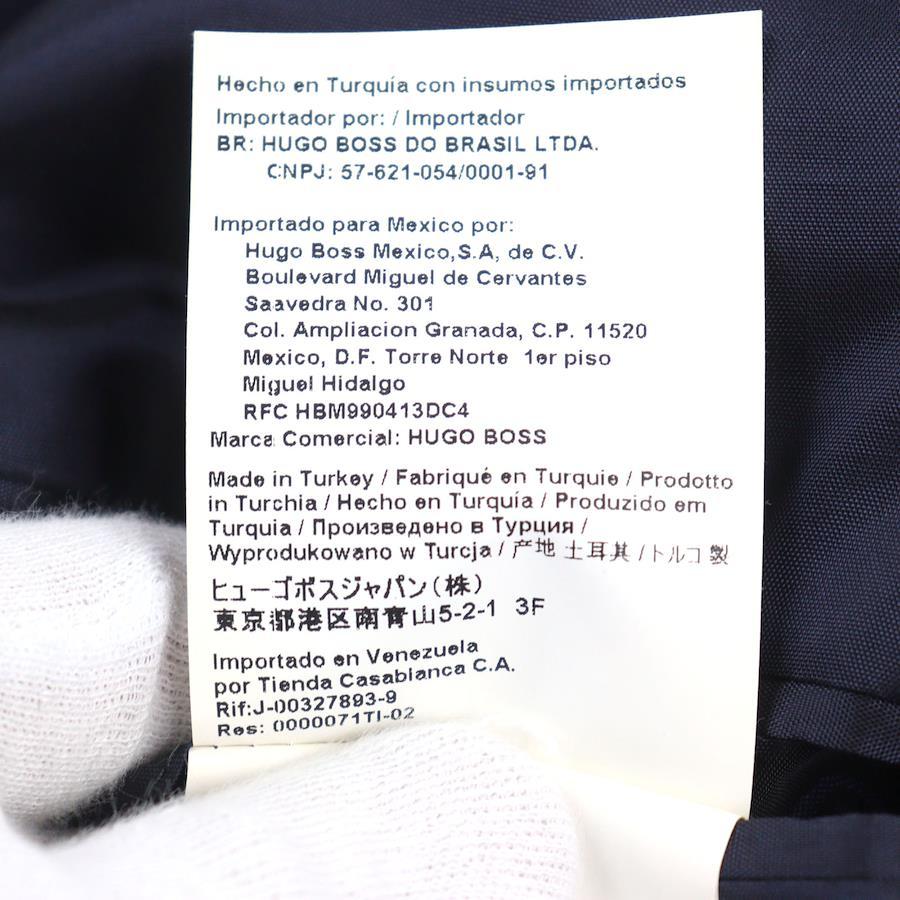 Hecho en Turquía con insumos importados
Importador por: / Importador
BR: HUGO BOSS DO BRASIL LTDA.
CNPJ: 57-621-054/0001-91
Importado para Mexico por:
Hugo Boss Mexico,S.A, de C.V.
Boulevard Miguel de Cervantes
Saavedra No. 301
Col. Ampliacion Granada, C.P. 11520
Mexico, D.F. Torre Norte 1er piso
Miguel Hidalgo
RFC HBM990413DC4
Marca Comercial: HUGO BOSS
Made in Turkey / Fabriqué en Turquie / Prodotto
in Turchia / Hecho en Turquía / Produzido em
Turquia / Произведено в Турция /
Wyprodukowano w Turcja / 产地 土耳其 / トルコ製
ヒューゴボスジャパン(株)
東京都港区南青山5-2-1 3F
Importado en Venezuela
por Tienda Casablanca C.A.
Rif:J-00327893-9
Res: 0000071TI-02